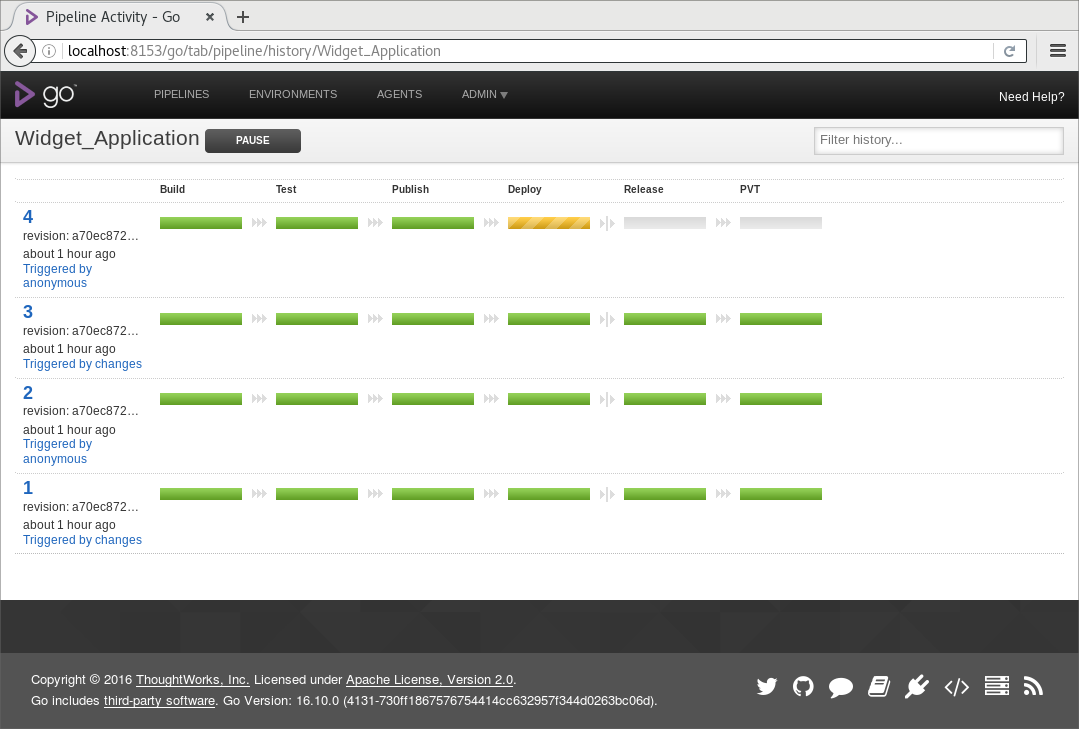 Pipeline Activity - Go
localhost:8153/go/tab/pipeline/history/Widget_Application
go
PIPELINES ENVIRONMENTS AGENTS ADMIN Need Help?
Widget_Application PAUSE Filter history...
Build Test Publish Deploy Release PVT
4
revision: a70ec872…
about 1 hour ago
Triggered by
anonymous
3
revision: a70ec872…
about 1 hour ago
Triggered by changes
2
revision: a70ec872…
about 1 hour ago
Triggered by
anonymous
1
revision: a70ec872…
about 1 hour ago
Triggered by changes
Copyright © 2016 ThoughtWorks, Inc. Licensed under Apache License, Version 2.0.
Go includes third-party software. Go Version: 16.10.0 (4131-730ff1867576754414cc632957f344d0263bc06d).